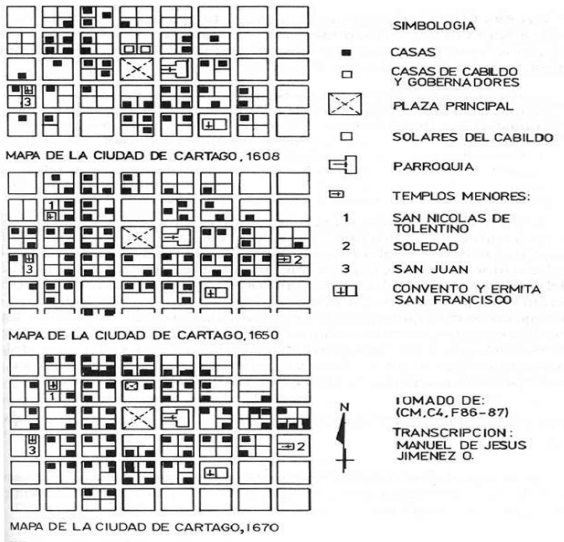 SIMBOLOGIA
CASAS
CASAS DE CABILDO
Y GOBERNADORES
PLAZA PRINCIPAL
SOLARES DEL CABILDO
PARROQUIA
TEMPLOS MENORES:
1 SAN NICOLAS DE
TOLENTINO
2 SOLEDAD
3 SAN JUAN
CONVENTO Y ERMITA
SAN FRANCISCO
3
MAPA DE LA CIUDAD DE CARTAGO, 1608
1
3
2
MAPA DE LA CIUDAD DE CARTAGO, 1650
1
3
2
MAPA DE LA CIUDAD DE CARTAGO, 1670
N
TOMADO DE:
(CM,C4,F86-87)
TRANSCRIPCION:
MANUEL DE JESUS
JIMENEZ O.